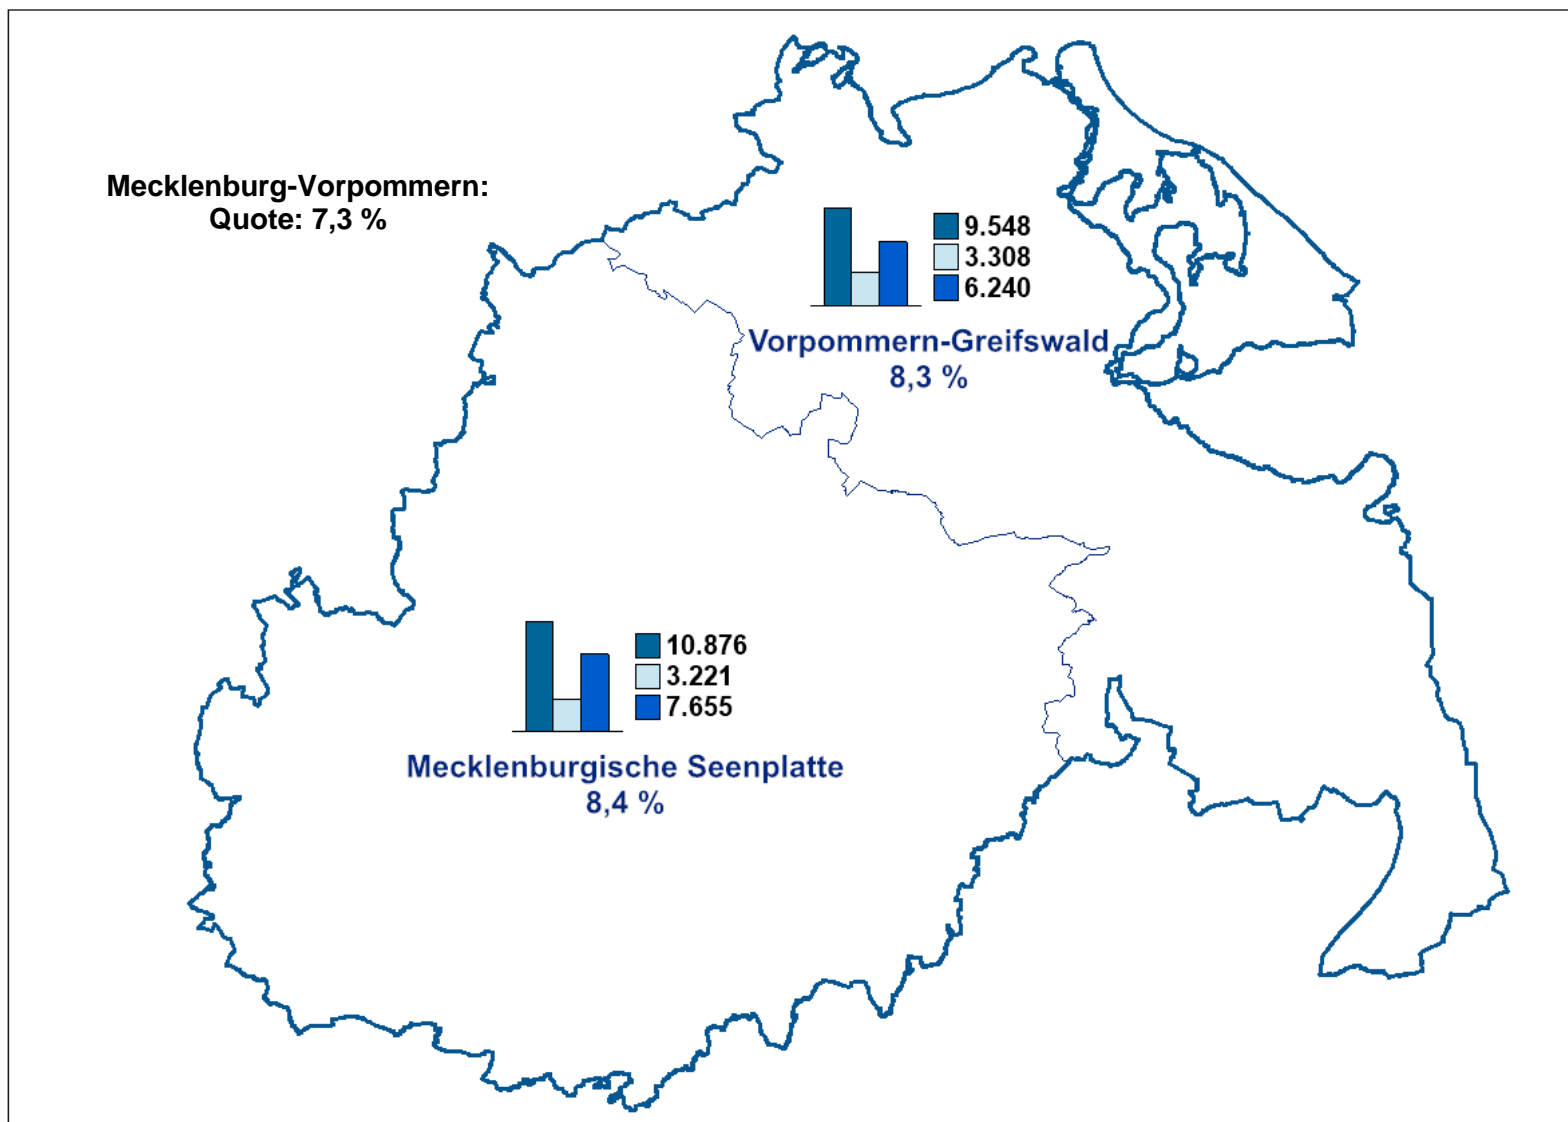 Mecklenburg-Vorpommern:
Quote: 7,3 %
9.548
3.308
6.240
Vorpommern-Greifswald
8,3 %
10.876
3.221
7.655
Mecklenburgische Seenplatte
8,4 %